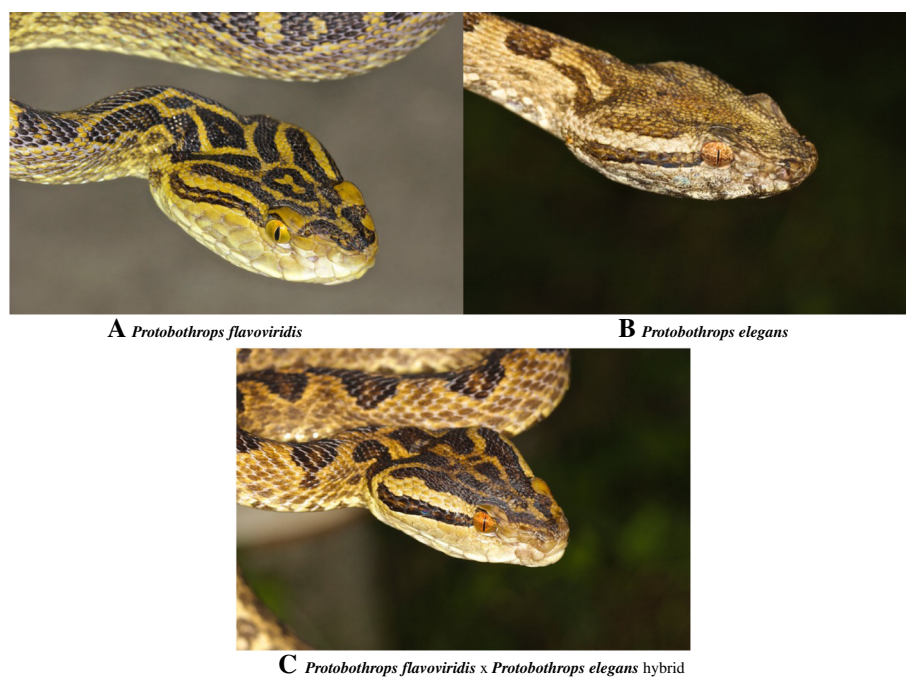 A Protobothrops flavoviridis
B Protobothrops elegans
C Protobothrops flavoviridis x Protobothrops elegans hybrid